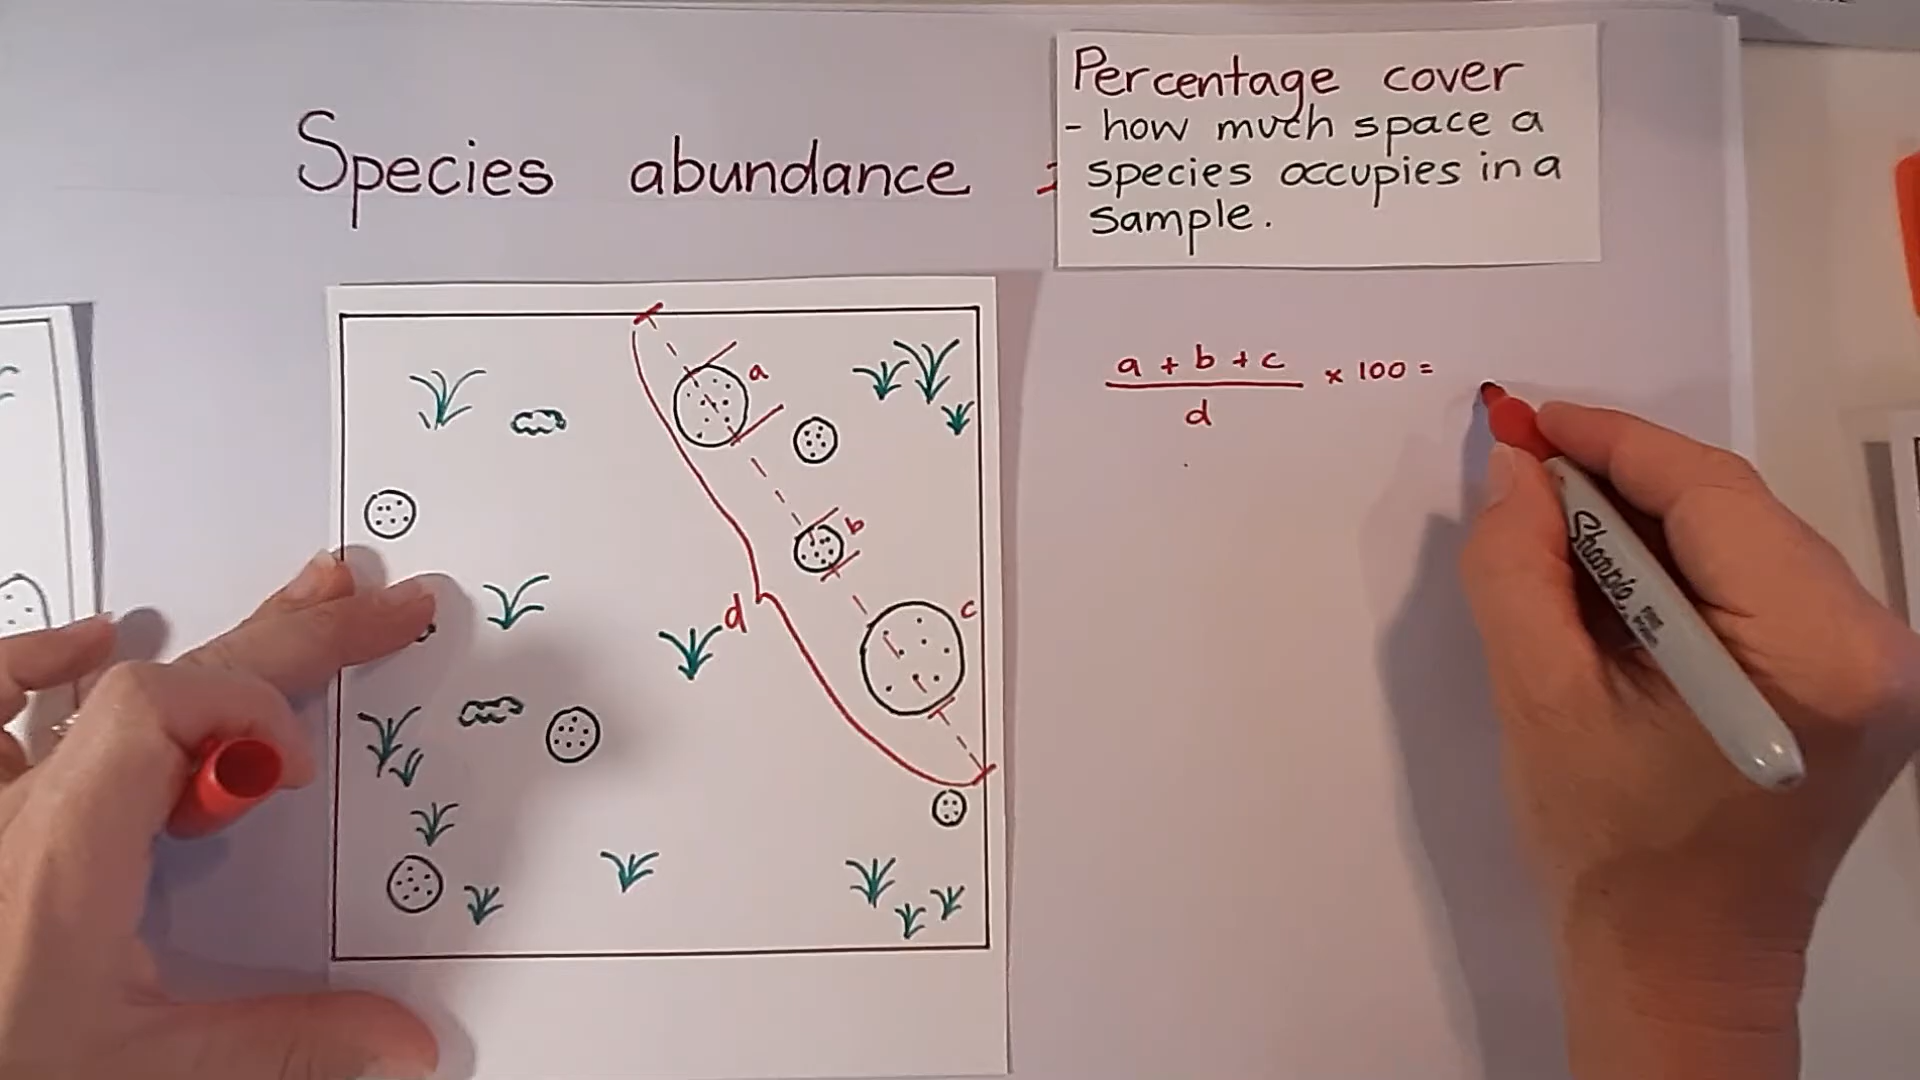 Percentage cover
- how much space a
species occupies in a
sample.
Species abundance
a
b
c
d
a + b + c
d
× 100 =
Sharpie